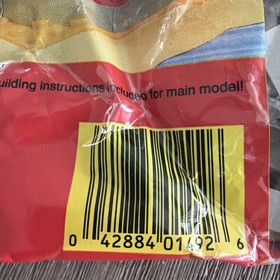 uilding instructions included for main model!
0 42884 01492 6